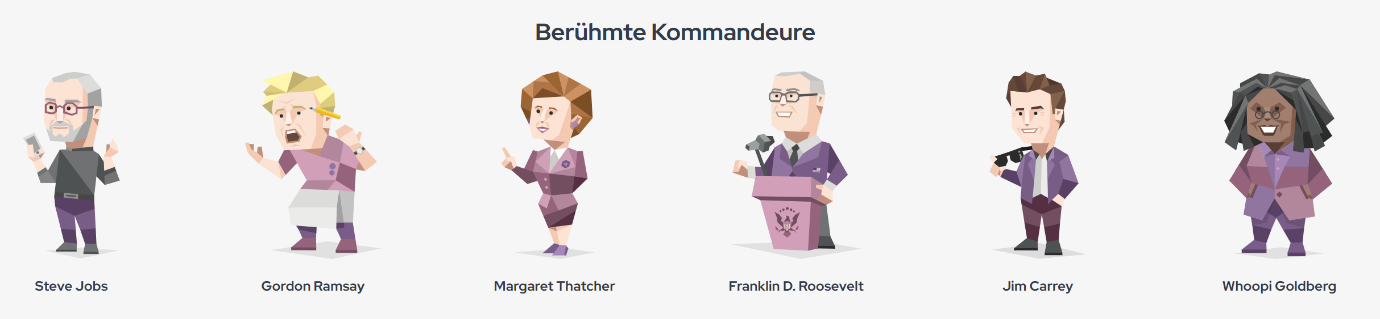 Berühmte Kommandeure
Steve Jobs
Gordon Ramsay
Margaret Thatcher
Franklin D. Roosevelt
Jim Carrey
Whoopi Goldberg